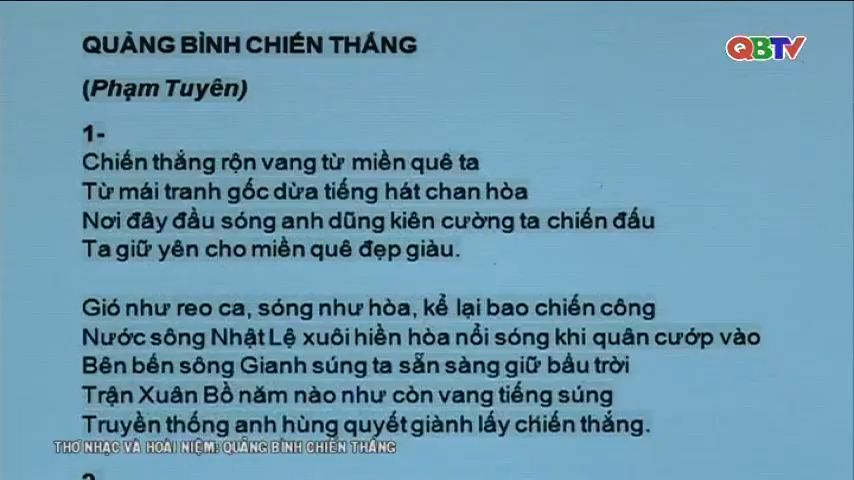 QUẢNG BÌNH CHIẾN THẮNG
QBTV
(Phạm Tuyên)
1-
Chiến thắng rộn vang từ miền quê ta
Từ mái tranh gốc dừa tiếng hát chan hòa
Nơi đây đầu sóng anh dũng kiên cường ta chiến đấu
Ta giữ yên cho miền quê đẹp giàu.
Gió như reo ca, sóng như hòa, kể lại bao chiến công
Nước sông Nhật Lệ xuôi hiền hòa nổi sóng khi quân cướp vào
Bên bến sông Gianh súng ta sẵn sàng giữ bầu trời
Trận Xuân Bồ năm nào như còn vang tiếng súng
Truyền thống anh hùng quyết giành lấy chiến thắng.
THƠ NHẠC VÀ HOÀI NIỆM: QUẢNG BÌNH CHIẾN THẮNG